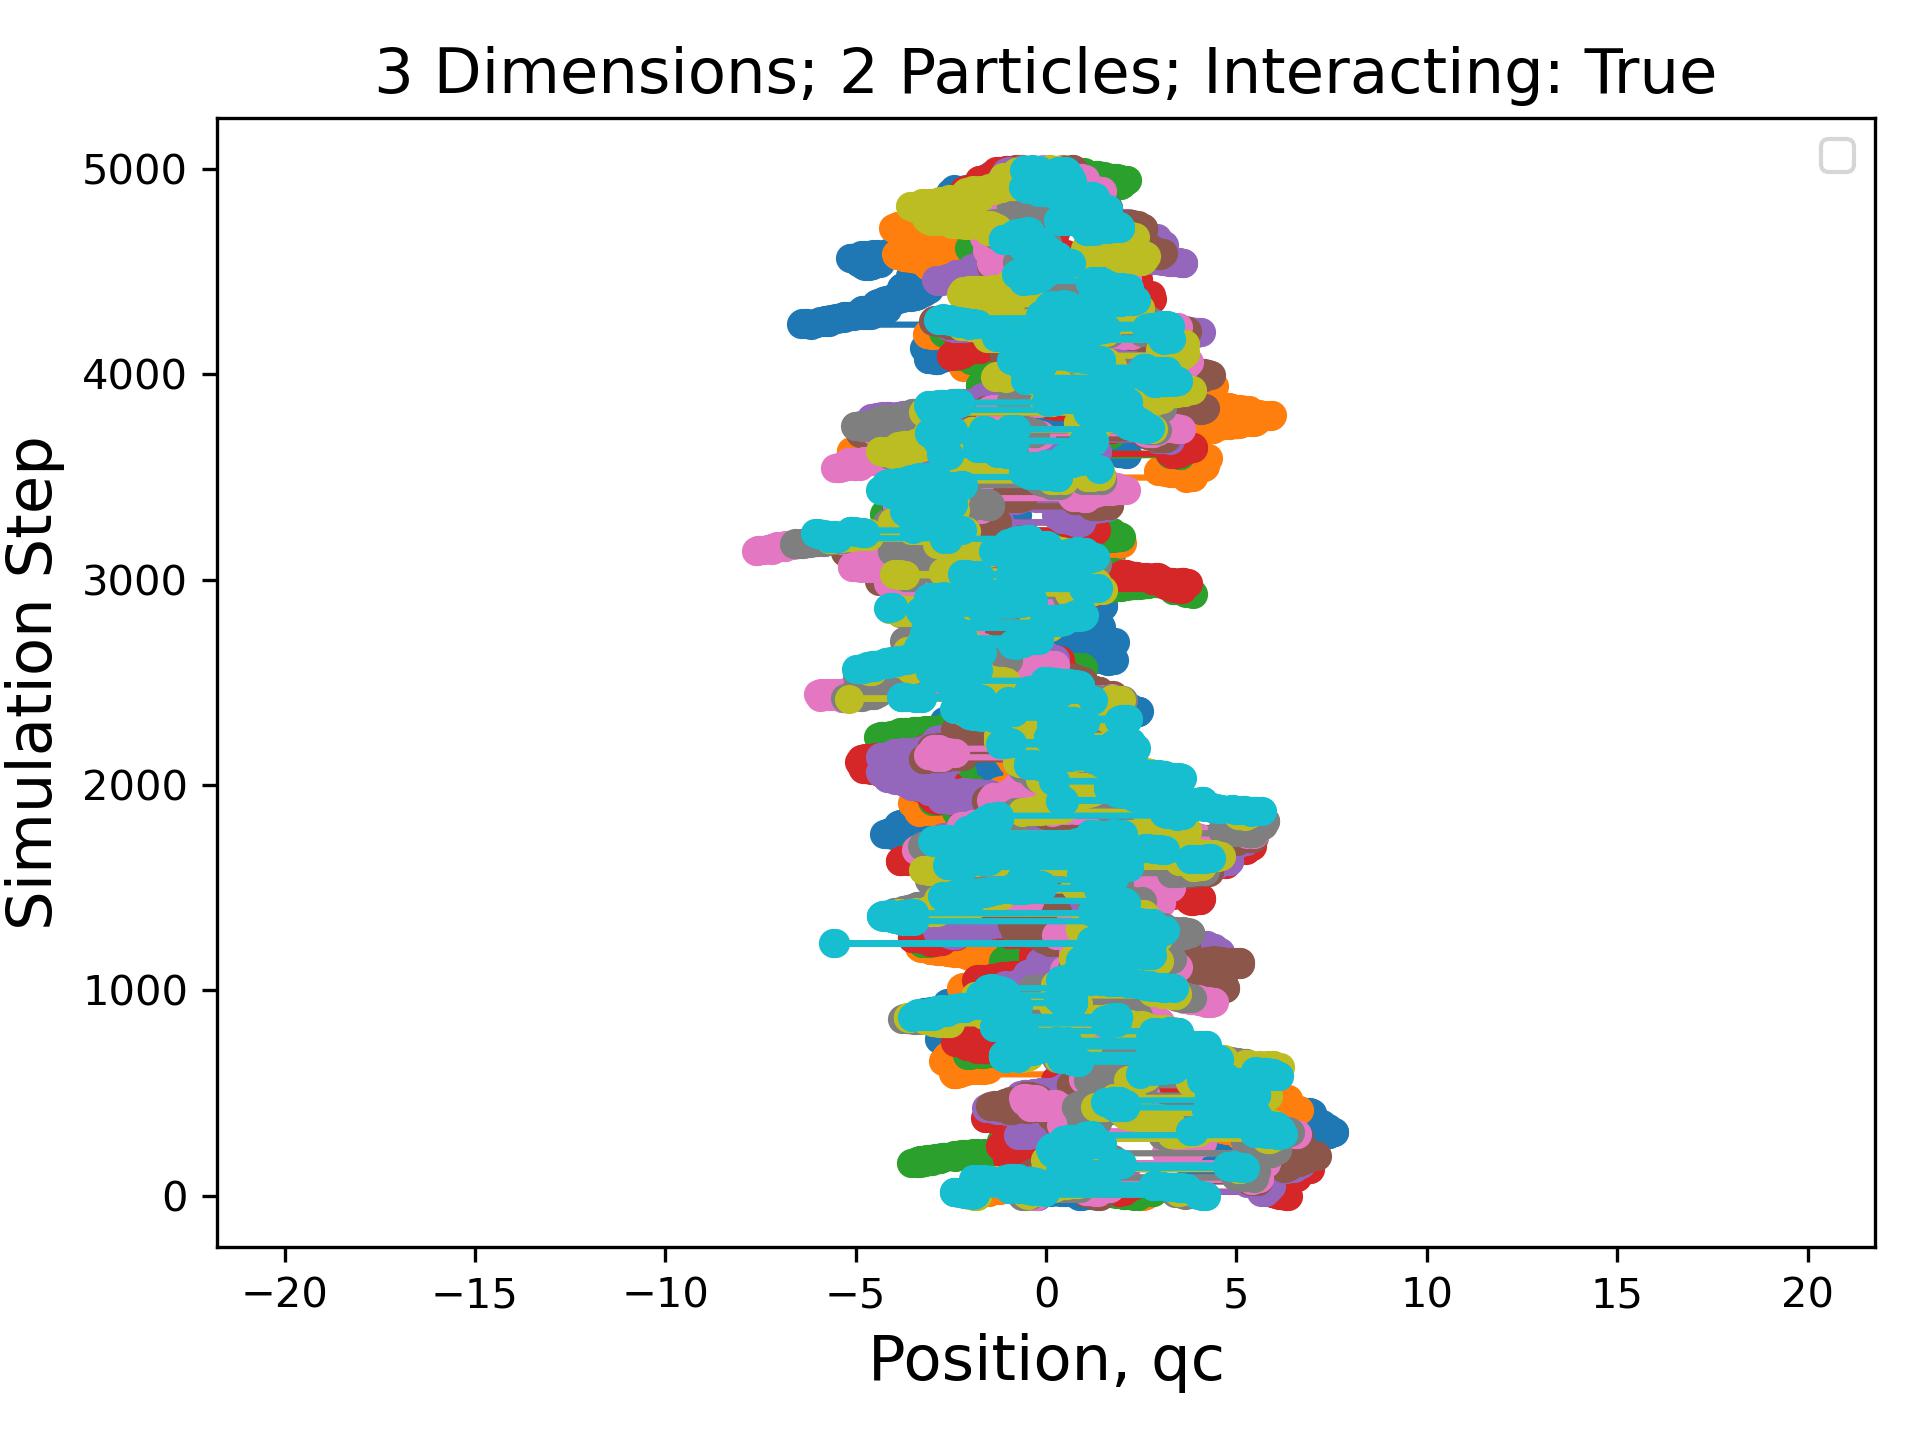 3 Dimensions; 2 Particles; Interacting: True
Simulation Step
5000
4000
3000
2000
1000
0
−20 −15 −10 −5 0 5 10 15 20
Position, qc